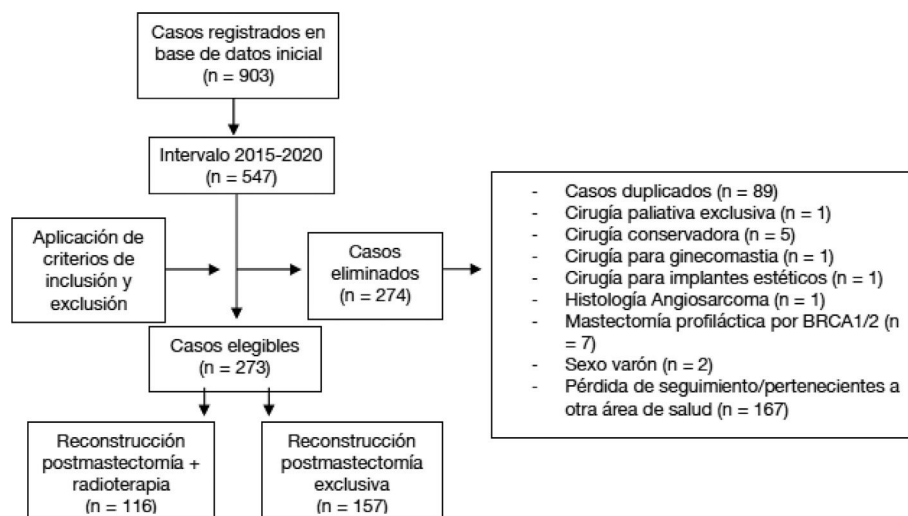 Casos registrados en
base de datos inicial
(n = 903)
Intervalo 2015-2020
(n = 547)
Aplicación de
criterios de
inclusión y
exclusión
Casos
eliminados
(n = 274)
- Casos duplicados (n = 89)
- Cirugía paliativa exclusiva (n = 1)
- Cirugía conservadora (n = 5)
- Cirugía para ginecomastia (n = 1)
- Cirugía para implantes estéticos (n = 1)
- Histología Angiosarcoma (n = 1)
- Mastectomía profiláctica por BRCA1/2 (n
= 7)
- Sexo varón (n = 2)
- Pérdida de seguimiento/pertenecientes a
otra área de salud (n = 167)
Casos elegibles
(n = 273)
Reconstrucción
postmastectomía +
radioterapia
(n = 116)
Reconstrucción
postmastectomía
exclusiva
(n = 157)